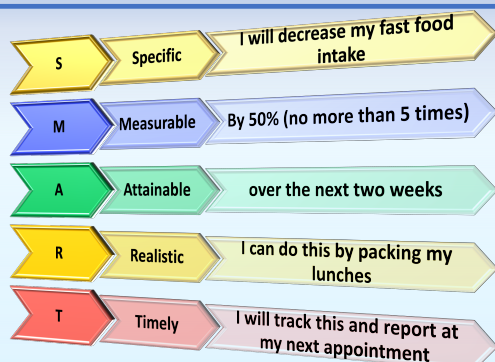 S Specific I will decrease my fast food
intake
M Measurable By 50% (no more than 5 times)
A Attainable over the next two weeks
R Realistic I can do this by packing my
lunches
T Timely I will track this and report at
my next appointment